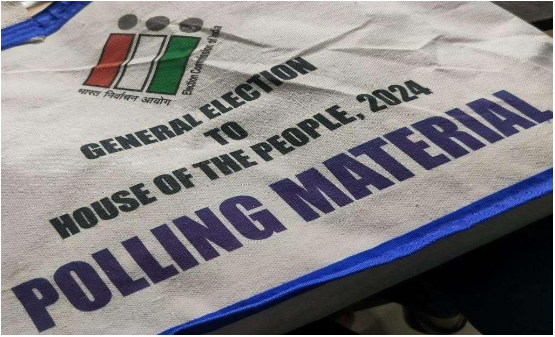 भारत निर्वाचन आयोग
Election Commission of India
GENERAL ELECTION
TO
HOUSE OF THE PEOPLE, 2024
POLLING MATERIAL